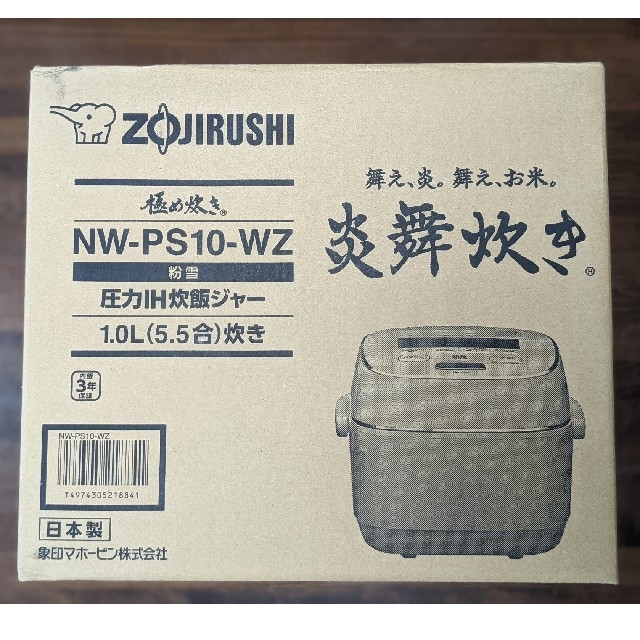 ZOJIRUSHI
極め炊き®
NW-PS10-WZ
粉雪
圧力IH炊飯ジャー
1.0L(5.5合)炊き
内釜
3年
保証
NW-PS10-WZ
T4974305216841
日本製
象印マホービン株式会社
舞え、炎。舞え、お米。
炎舞炊き®